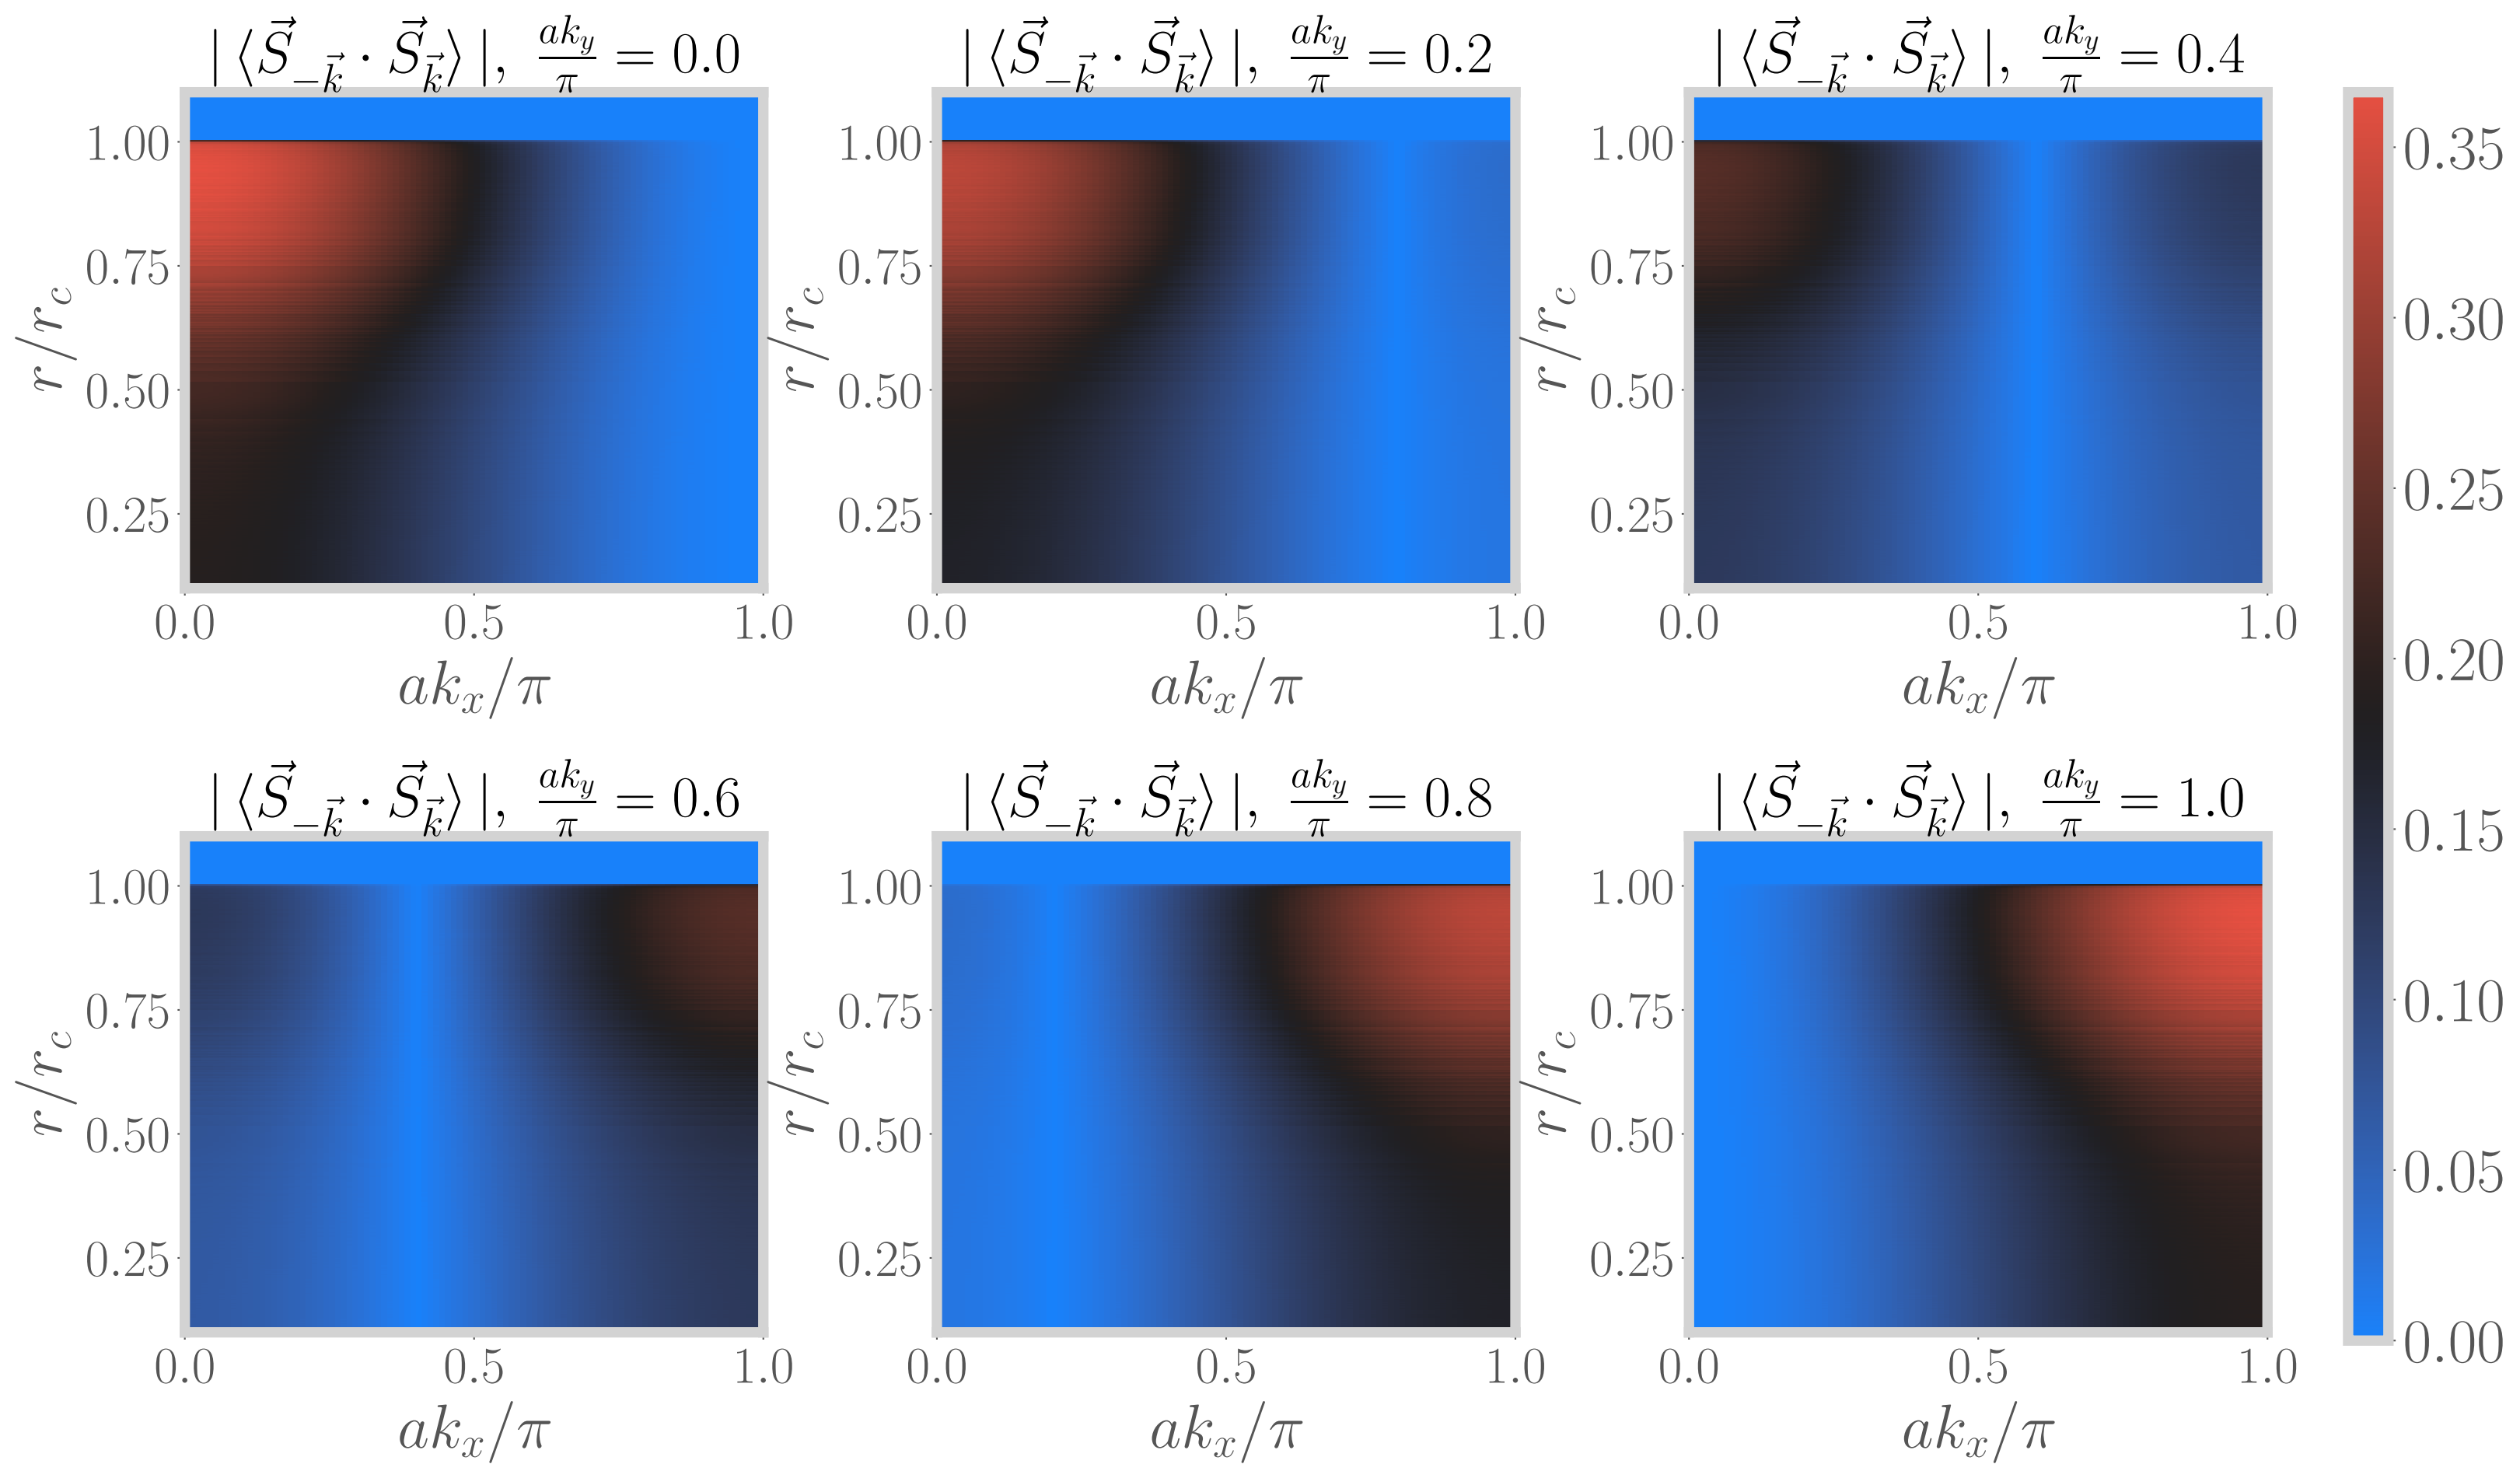 | ⟨S⃗_{−k⃗} · S⃗_{k⃗}⟩ |, ak_y/π = 0.0
| ⟨S⃗_{−k⃗} · S⃗_{k⃗}⟩ |, ak_y/π = 0.2
| ⟨S⃗_{−k⃗} · S⃗_{k⃗}⟩ |, ak_y/π = 0.4
r/r_c
1.00
0.75
0.50
0.25
0.0 0.5 1.0
ak_x/π
r/r_c
1.00
0.75
0.50
0.25
0.0 0.5 1.0
ak_x/π
r/r_c
1.00
0.75
0.50
0.25
0.0 0.5 1.0
ak_x/π
| ⟨S⃗_{−k⃗} · S⃗_{k⃗}⟩ |, ak_y/π = 0.6
| ⟨S⃗_{−k⃗} · S⃗_{k⃗}⟩ |, ak_y/π = 0.8
| ⟨S⃗_{−k⃗} · S⃗_{k⃗}⟩ |, ak_y/π = 1.0
r/r_c
1.00
0.75
0.50
0.25
0.0 0.5 1.0
ak_x/π
r/r_c
1.00
0.75
0.50
0.25
0.0 0.5 1.0
ak_x/π
r/r_c
1.00
0.75
0.50
0.25
0.0 0.5 1.0
ak_x/π
0.35
0.30
0.25
0.20
0.15
0.10
0.05
0.00